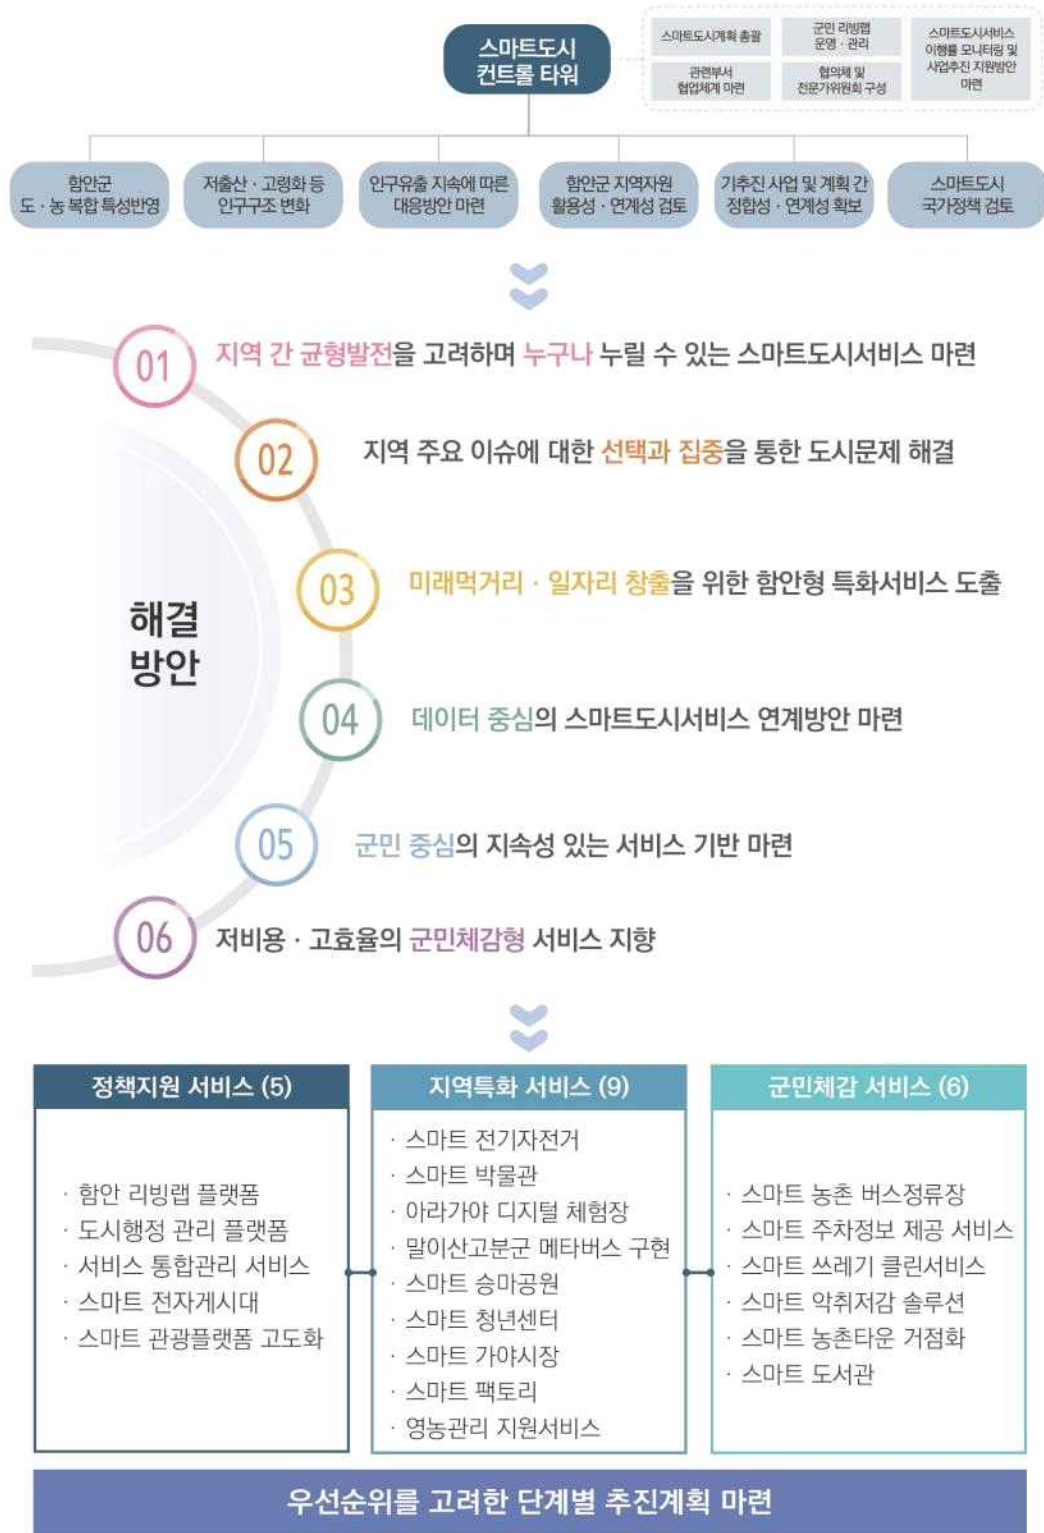 스마트도시
컨트롤 타워
스마트도시계획 총괄
군민 리빙랩
운영 · 관리
스마트도시서비스
이행률 모니터링 및
사업추진 지원방안
마련
관련부서
협업체계 마련
협의체 및
전문가위원회 구성
함안군
도 · 농 복합 특성반영
저출산 · 고령화 등
인구구조 변화
인구유출 지속에 따른
대응방안 마련
함안군 지역자원
활용성 · 연계성 검토
기추진 사업 및 계획 간
정합성 · 연계성 확보
스마트도시
국가정책 검토
해결
방안
01 지역 간 균형발전을 고려하며 누구나 누릴 수 있는 스마트도시서비스 마련
02 지역 주요 이슈에 대한 선택과 집중을 통한 도시문제 해결
03 미래먹거리 · 일자리 창출을 위한 함안형 특화서비스 도출
04 데이터 중심의 스마트도시서비스 연계방안 마련
05 군민 중심의 지속성 있는 서비스 기반 마련
06 저비용 · 고효율의 군민체감형 서비스 지향
정책지원 서비스 (5)
· 함안 리빙랩 플랫폼
· 도시행정 관리 플랫폼
· 서비스 통합관리 서비스
· 스마트 전자게시대
· 스마트 관광플랫폼 고도화
지역특화 서비스 (9)
· 스마트 전기자전거
· 스마트 박물관
· 아라가야 디지털 체험장
· 말이산고분군 메타버스 구현
· 스마트 승마공원
· 스마트 청년센터
· 스마트 가야시장
· 스마트 팩토리
· 영농관리 지원서비스
군민체감 서비스 (6)
· 스마트 농촌 버스정류장
· 스마트 주차정보 제공 서비스
· 스마트 쓰레기 클린서비스
· 스마트 악취저감 솔루션
· 스마트 농촌타운 거점화
· 스마트 도서관
우선순위를 고려한 단계별 추진계획 마련